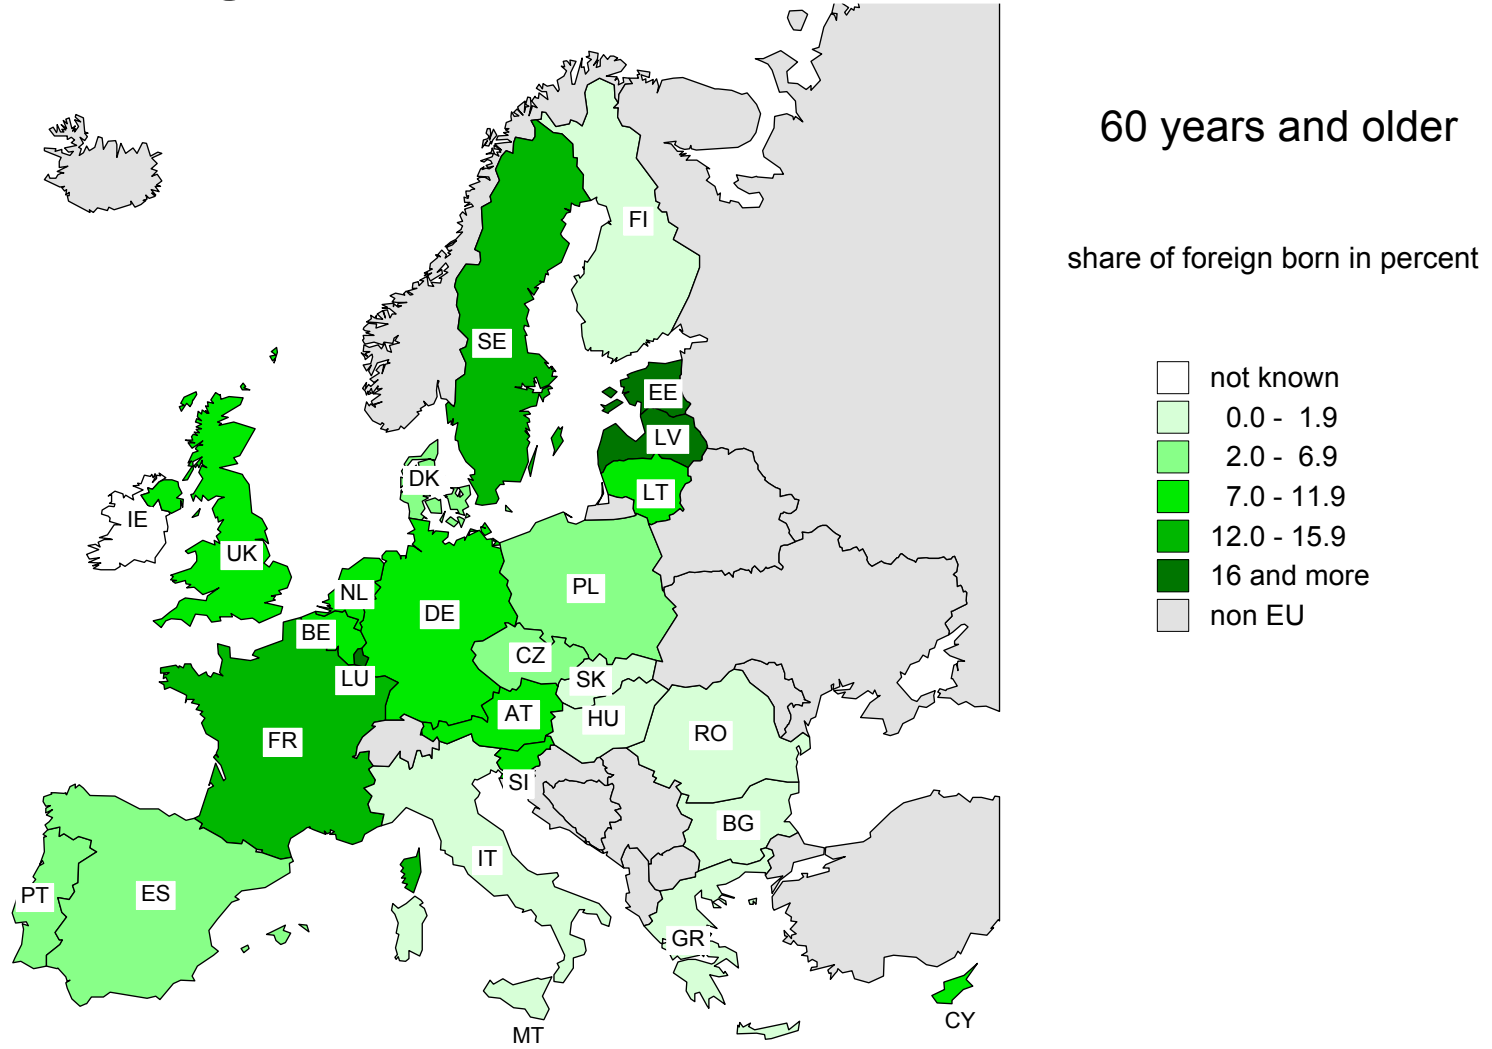 60 years and older
share of foreign born in percent
not known
0.0 - 1.9
2.0 - 6.9
7.0 - 11.9
12.0 - 15.9
16 and more
non EU
FI
SE
EE
LV
DK
LT
IE
UK
NL
PL
DE
BE
CZ
LU
SK
AT
HU
RO
FR
SI
BG
IT
PT
ES
GR
CY
MT